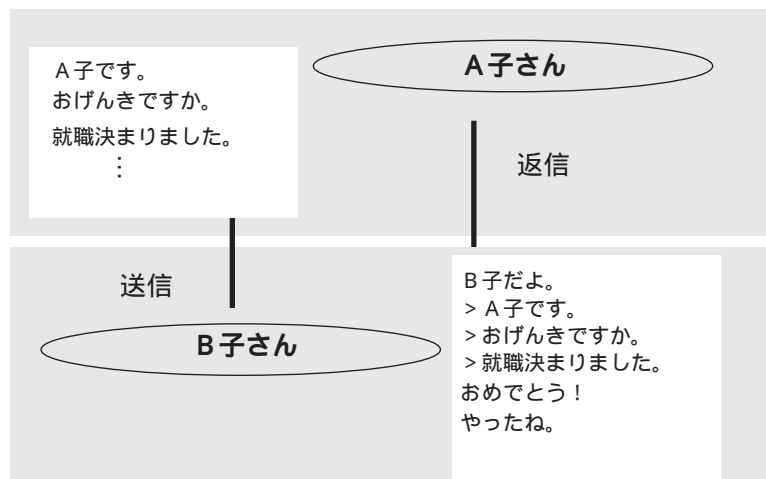 A子です。
おげんきですか。
就職決まりました。
⋮
A子さん
返信
送信
B子さん
B子だよ。
> A子です。
> おげんきですか。
> 就職決まりました。
おめでとう！
やったね。